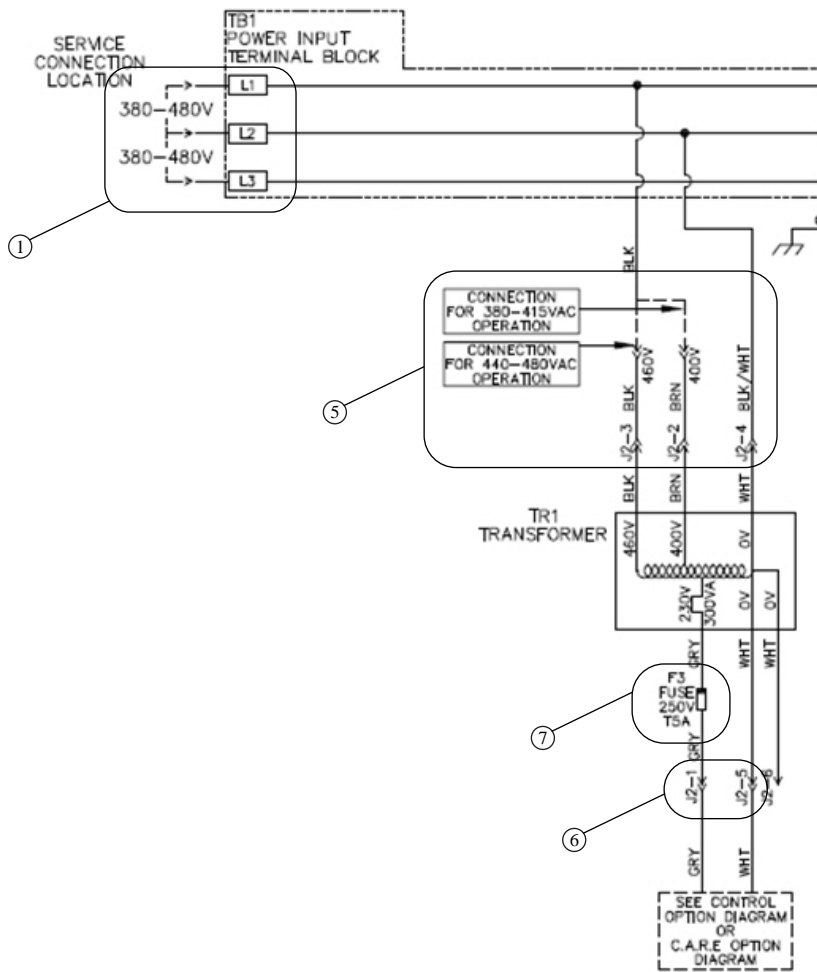 TB1
POWER INPUT
TERMINAL BLOCK
SERVICE
CONNECTION
LOCATION
L1
380-480V
L2
380-480V
L3
1
BLK
CONNECTION
FOR 380-415VAC
OPERATION
CONNECTION
FOR 440-480VAC
OPERATION
460V
400V
5
BLK
BRN
BLK/WHT
J2-3
J2-2
J2-4
BLK
BRN
WHT
TR1
TRANSFORMER
460V
400V
0V
230V
300VA
0V
0V
GRY
WHT
WHT
F3
FUSE
250V
T5A
7
GRY
J2-1
J2-5
J2-6
6
GRY
WHT
SEE CONTROL
OPTION DIAGRAM
OR
C.A.R.E OPTION
DIAGRAM